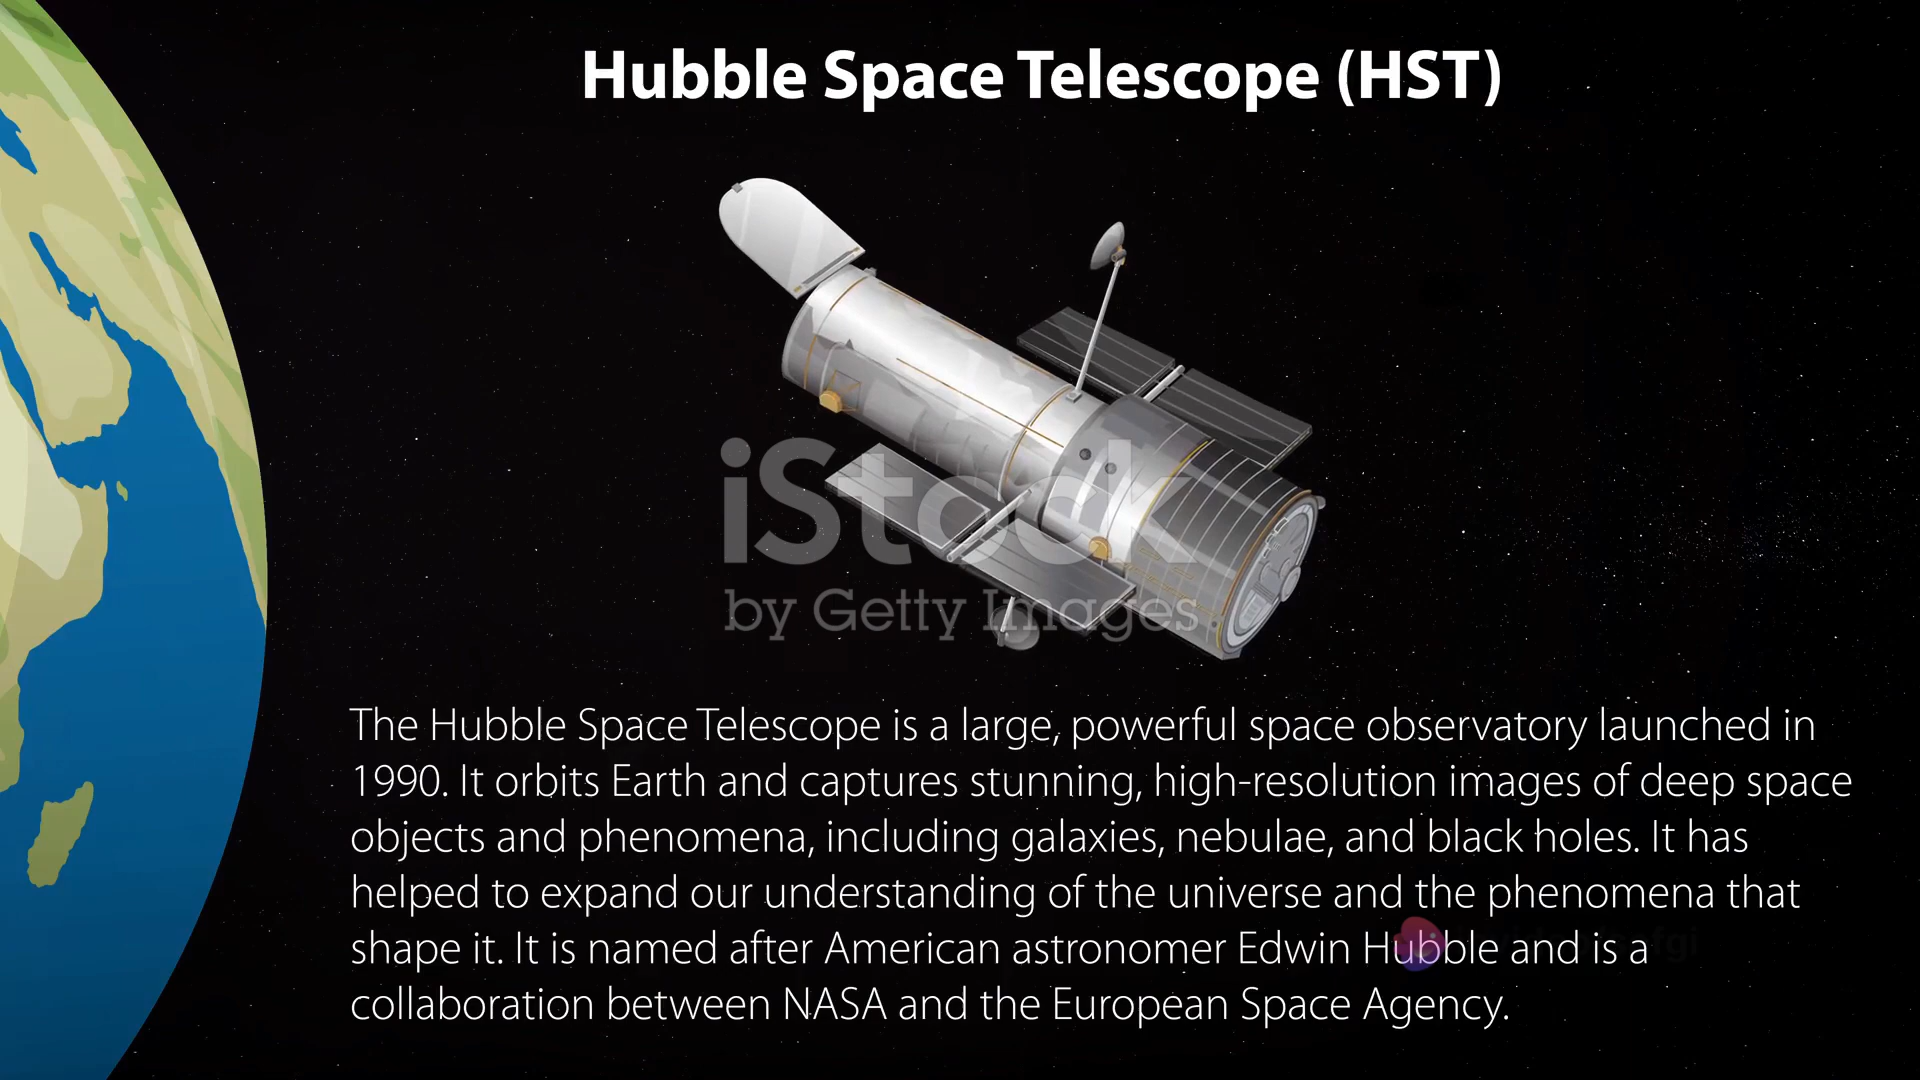 Hubble Space Telescope (HST)
iStock
by Getty Images
The Hubble Space Telescope is a large, powerful space observatory launched in
1990. It orbits Earth and captures stunning, high-resolution images of deep space
objects and phenomena, including galaxies, nebulae, and black holes. It has
helped to expand our understanding of the universe and the phenomena that
shape it. It is named after American astronomer Edwin Hubble and is a
collaboration between NASA and the European Space Agency.